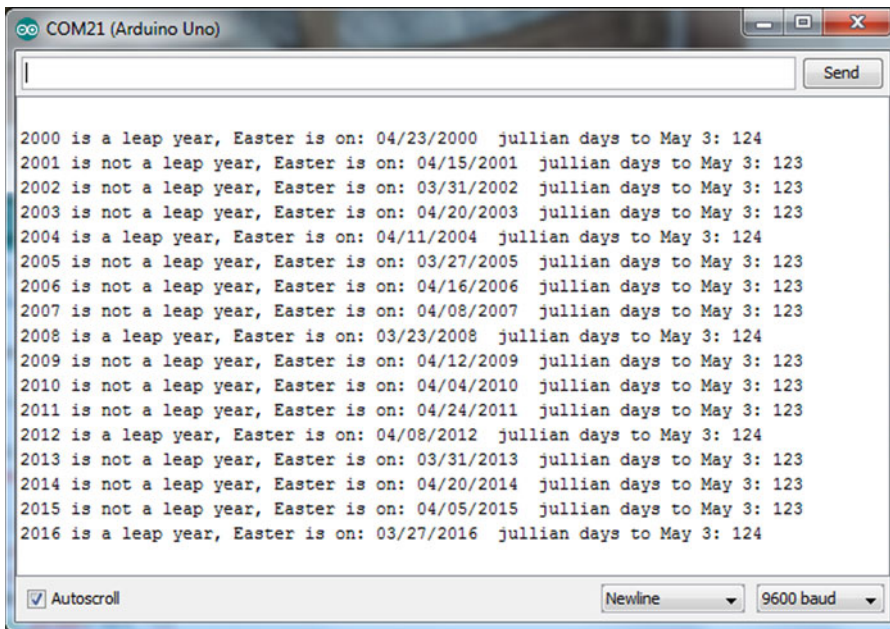 COM21 (Arduino Uno)
Send
2000 is a leap year, Easter is on: 04/23/2000  jullian days to May 3: 124
2001 is not a leap year, Easter is on: 04/15/2001  jullian days to May 3: 123
2002 is not a leap year, Easter is on: 03/31/2002  jullian days to May 3: 123
2003 is not a leap year, Easter is on: 04/20/2003  jullian days to May 3: 123
2004 is a leap year, Easter is on: 04/11/2004  jullian days to May 3: 124
2005 is not a leap year, Easter is on: 03/27/2005  jullian days to May 3: 123
2006 is not a leap year, Easter is on: 04/16/2006  jullian days to May 3: 123
2007 is not a leap year, Easter is on: 04/08/2007  jullian days to May 3: 123
2008 is a leap year, Easter is on: 03/23/2008  jullian days to May 3: 124
2009 is not a leap year, Easter is on: 04/12/2009  jullian days to May 3: 123
2010 is not a leap year, Easter is on: 04/04/2010  jullian days to May 3: 123
2011 is not a leap year, Easter is on: 04/24/2011  jullian days to May 3: 123
2012 is a leap year, Easter is on: 04/08/2012  jullian days to May 3: 124
2013 is not a leap year, Easter is on: 03/31/2013  jullian days to May 3: 123
2014 is not a leap year, Easter is on: 04/20/2014  jullian days to May 3: 123
2015 is not a leap year, Easter is on: 04/05/2015  jullian days to May 3: 123
2016 is a leap year, Easter is on: 03/27/2016  jullian days to May 3: 124
Autoscroll Newline 9600 baud